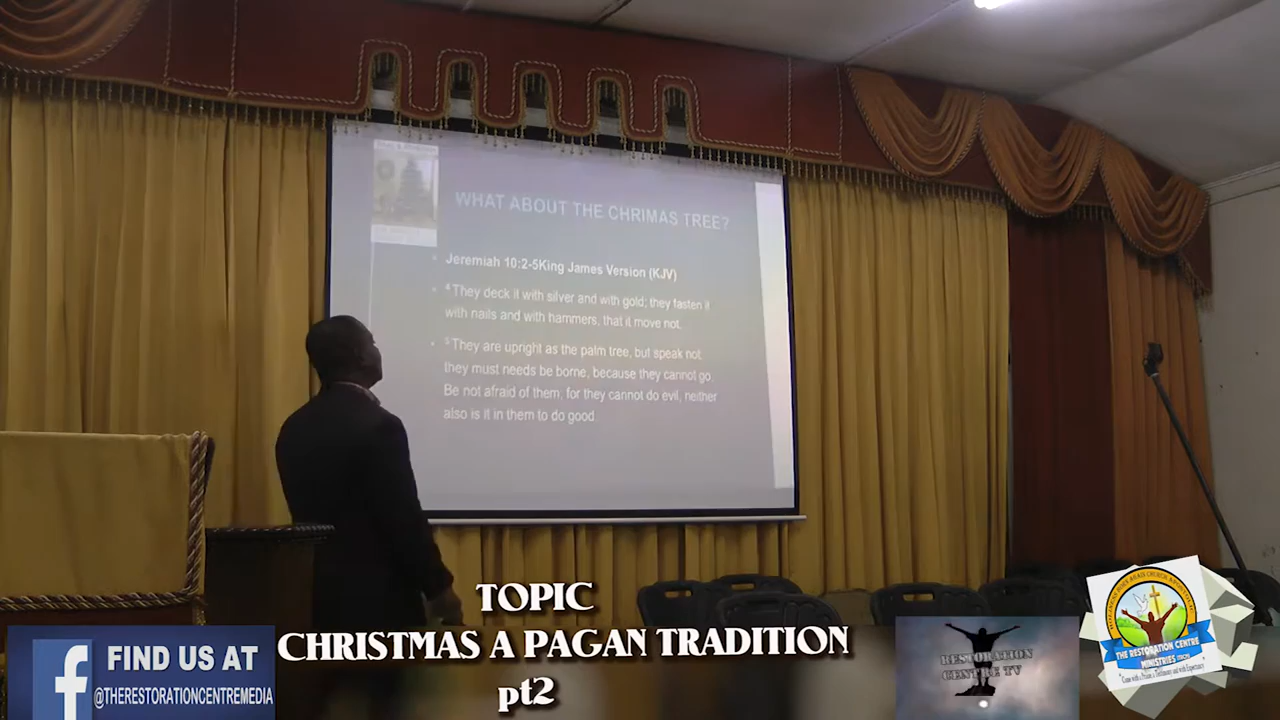 WHAT ABOUT THE CHRIMAS TREE?
Jeremiah 10:2-5King James Version (KJV)
4 They deck it with silver and with gold; they fasten it
with nails and with hammers, that it move not.
5 They are upright as the palm tree, but speak not
they must needs be borne, because they cannot go.
Be not afraid of them; for they cannot do evil, neither
also is it in them to do good.
TOPIC
CHRISTMAS A PAGAN TRADITION
pt2
f FIND US AT
@THERESTORATIONCENTREMEDIA
RESTORATION
CENTRE TV
THE RESTORATION CENTRE
MINISTRIES